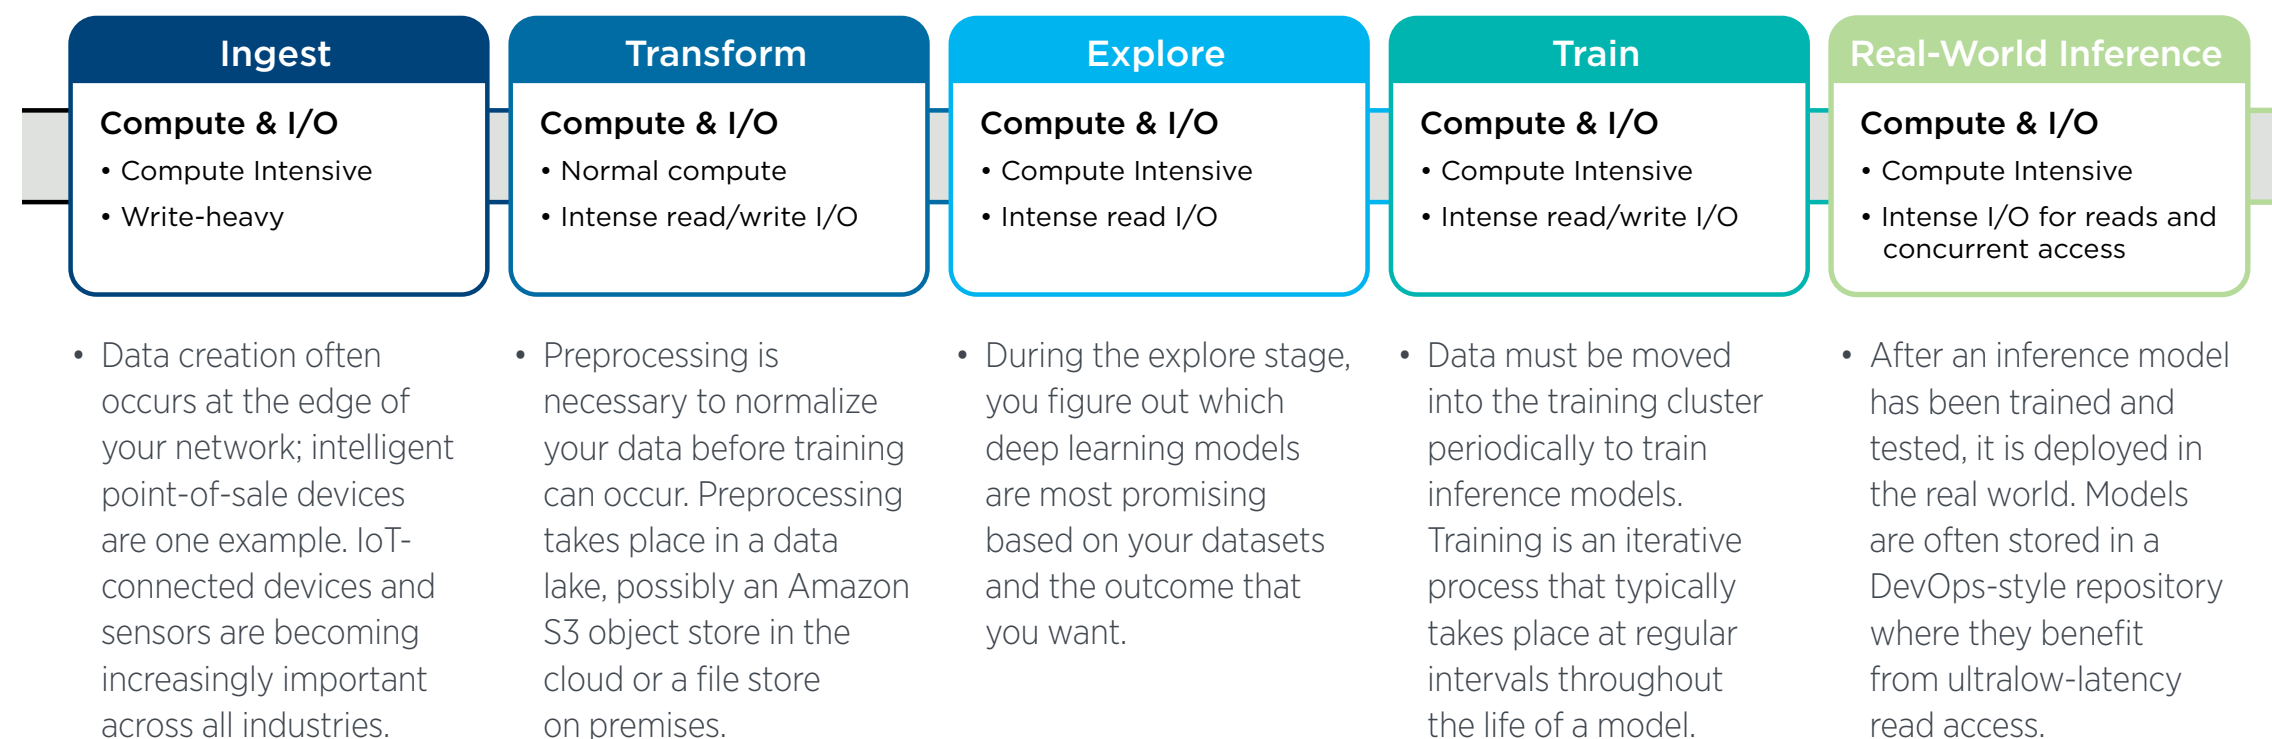 Ingest
Compute & I/O
• Compute Intensive
• Write-heavy
• Data creation often
occurs at the edge of
your network; intelligent
point-of-sale devices
are one example. IoT-
connected devices and
sensors are becoming
increasingly important
across all industries.
Transform
Compute & I/O
• Normal compute
• Intense read/write I/O
• Preprocessing is
necessary to normalize
your data before training
can occur. Preprocessing
takes place in a data
lake, possibly an Amazon
S3 object store in the
cloud or a file store
on premises.
Explore
Compute & I/O
• Compute Intensive
• Intense read I/O
• During the explore stage,
you figure out which
deep learning models
are most promising
based on your datasets
and the outcome that
you want.
Train
Compute & I/O
• Compute Intensive
• Intense read/write I/O
• Data must be moved
into the training cluster
periodically to train
inference models.
Training is an iterative
process that typically
takes place at regular
intervals throughout
the life of a model.
Real-World Inference
Compute & I/O
• Compute Intensive
• Intense I/O for reads and
concurrent access
• After an inference model
has been trained and
tested, it is deployed in
the real world. Models
are often stored in a
DevOps-style repository
where they benefit
from ultralow-latency
read access.